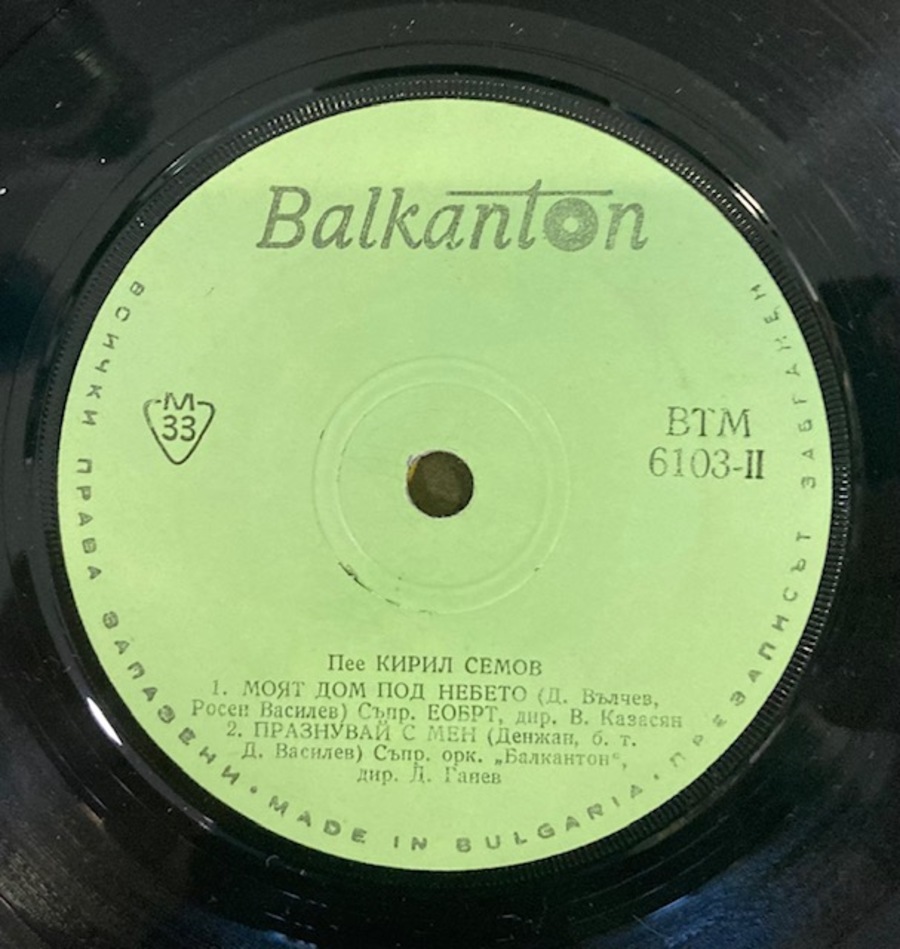 Balkanton
M
33
ВТМ
6103-II
Пее КИРИЛ СЕМОВ
1. МОЯТ ДОМ ПОД НЕБЕТО (Д. Вълчев,
Росен Василев) Съпр. ЕОБРТ, дир. В. Казасян
2. ПРАЗНУВАЙ С МЕН (Денжан, б. т.
Д. Василев) Съпр. орк. „Балкантон“,
дир. Д. Ганев
ВСИЧКИ ПРАВА ЗАПАЗЕНИ • MADE IN BULGARIA • ПРЕЗАПИСЪТ ЗАБРАНЕН